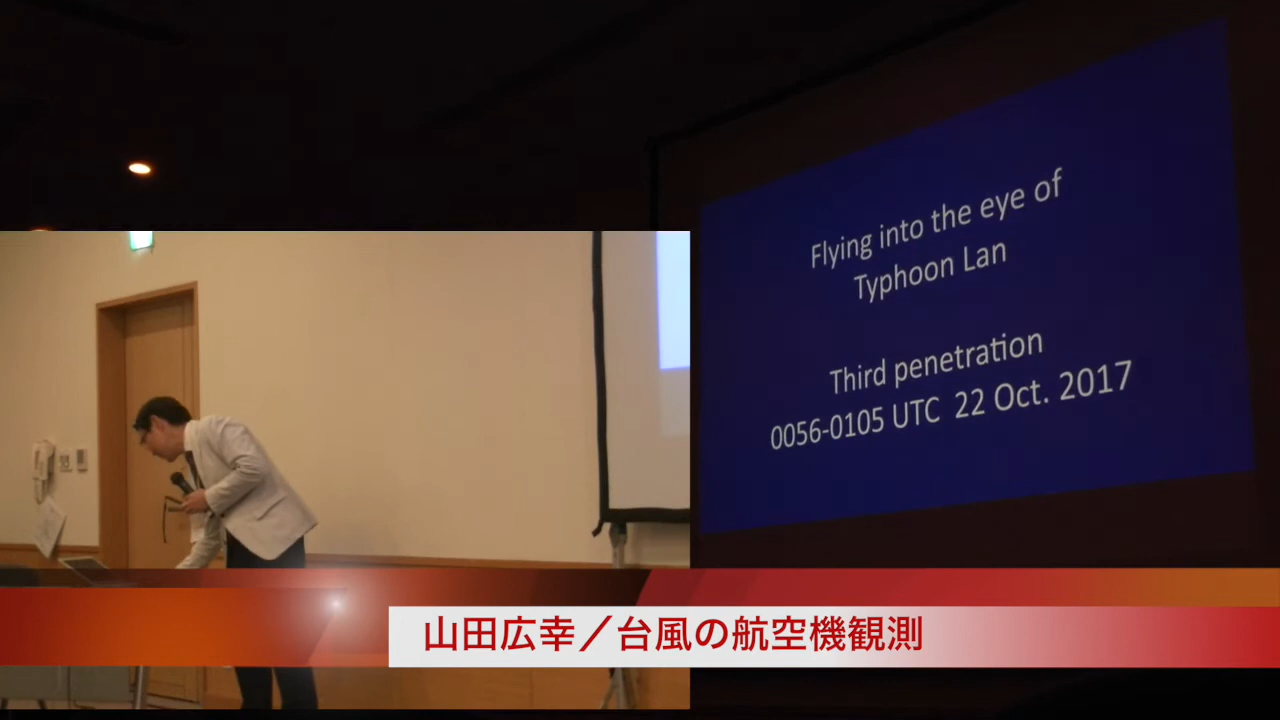 Flying into the eye of
Typhoon Lan
Third penetration
0056-0105 UTC 22 Oct. 2017
山田広幸／台風の航空機観測